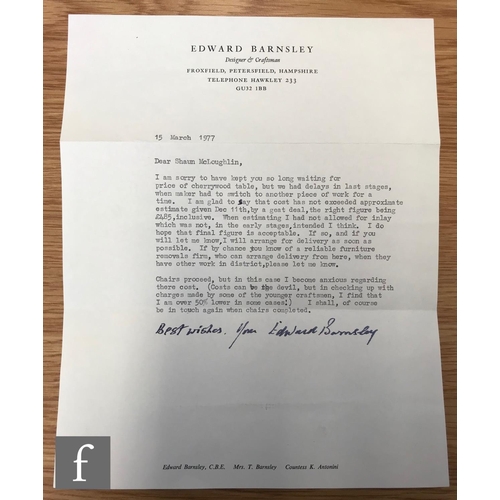 EDWARD BARNSLEY
Designer & Craftsman
FROXFIELD, PETERSFIELD, HAMPSHIRE
TELEPHONE HAWKLEY 233
GU32 1BB
15 March 1977
Dear Shaun McLoughlin,
I am sorry to have kept you so long waiting for
price of cherrywood table, but we had delays in last stages,
when maker had to switch to another piece of work for a
time. I am glad to say that cost has not exceeded approximate
estimate given Dec 11th,by a geat deal,the right figure being
£485,inclusive. When estimating I had not allowed for inlay
which was not, in the early stages,intended I think. I do
hope that final figure is acceptable. If so, and if you
will let me know,I will arrange for delivery as soon as
possible. If by chance you know of a reliable furniture
removals firm, who can arrange delivery from here, when they
have other work in district,please let me know.
Chairs proceed, but in this case I become anxious regarding
there cost. (Costs can be the devil, but in checking up with
charges made by some of the younger craftsmen, I find that
I am over 50% lower in some cases!) I shall, of course
be in touch again when chairs completed.
Best wishes. Your Edward Barnsley
f
Edward Barnsley, C.B.E. Mrs. T. Barnsley Countess K. Antonini